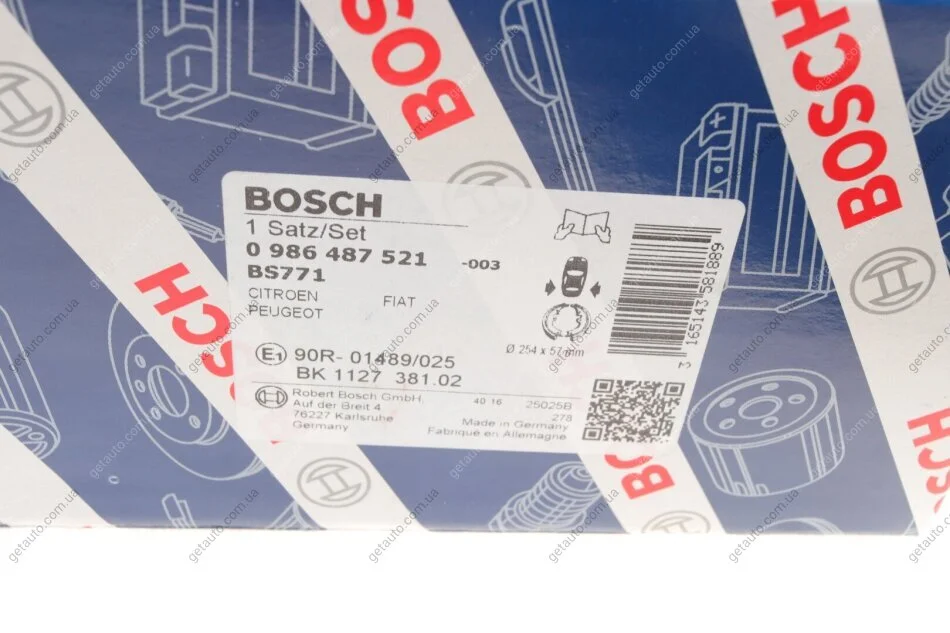 BOSCH
BOSCH
BOSCH
BOSCH
BOSCH
1 Satz/Set
0 986 487 521 -003
BS771
CITROEN FIAT
PEUGEOT
Ø 254 x 57 mm
E1 90R- 01489/025
BK 1127 381.02
Robert Bosch GmbH.
Auf der Breit 4
76227 Karlsruhe
Germany
40 16 25025B
278
Made in Germany
Fabriqué en Allemagne
165143 581889
getauto.com.ua